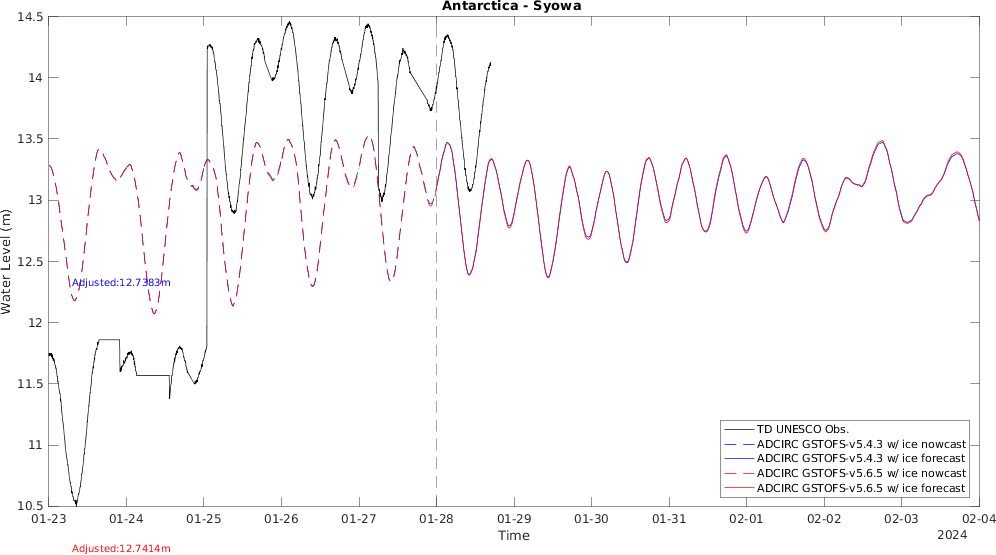 Antarctica - Syowa
14.5
14
13.5
13
12.5
12
11.5
11
10.5
Water Level (m)
Adjusted:12.7383m
TD UNESCO Obs.
ADCIRC GSTOFS-v5.4.3 w/ ice nowcast
ADCIRC GSTOFS-v5.4.3 w/ ice forecast
ADCIRC GSTOFS-v5.6.5 w/ ice nowcast
ADCIRC GSTOFS-v5.6.5 w/ ice forecast
01-23 01-24 01-25 01-26 01-27 01-28 01-29 01-30 01-31 02-01 02-02 02-03 02-04
Time
2024
Adjusted:12.7414m